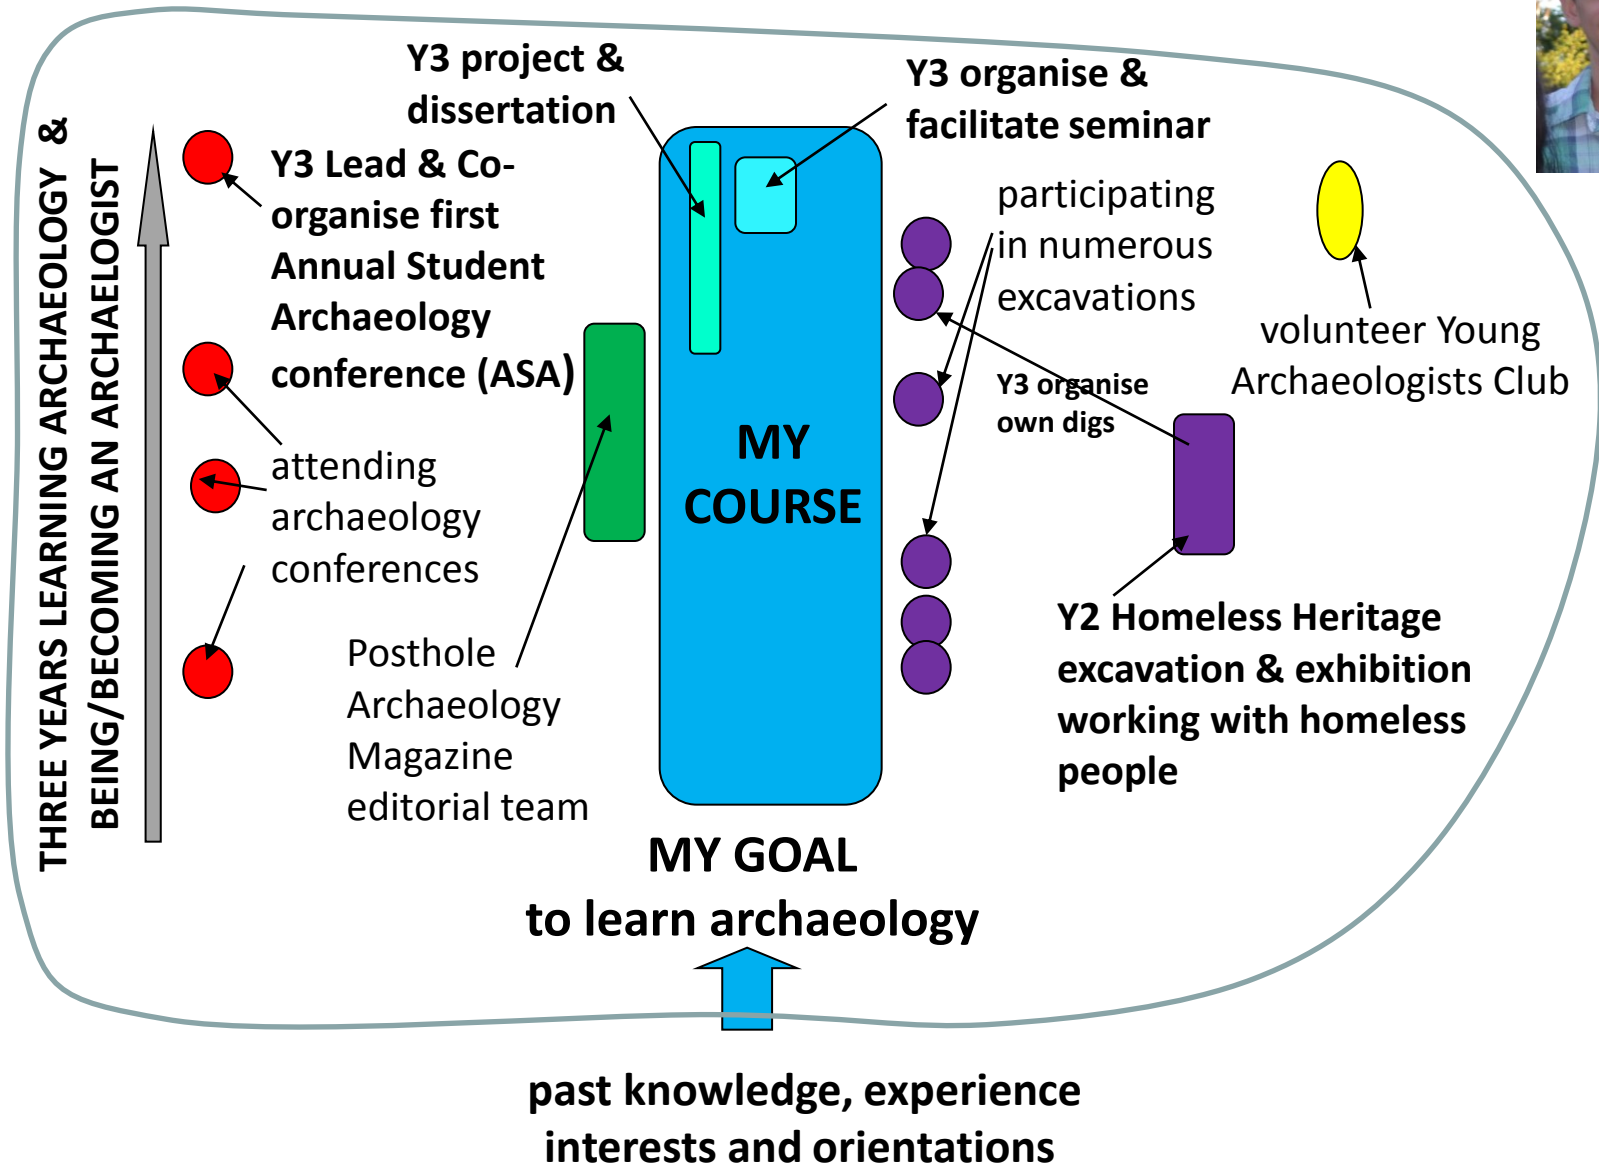 THREE YEARS LEARNING ARCHAEOLOGY &
BEING/BECOMING AN ARCHAELOGIST
Y3 project &
dissertation
Y3 organise &
facilitate seminar
Y3 Lead & Co-
organise first
Annual Student
Archaeology
conference (ASA)
participating
in numerous
excavations
volunteer Young
Archaeologists Club
Y3 organise
own digs
MY
COURSE
attending
archaeology
conferences
Posthole
Archaeology
Magazine
editorial team
Y2 Homeless Heritage
excavation & exhibition
working with homeless
people
MY GOAL
to learn archaeology
past knowledge, experience
interests and orientations